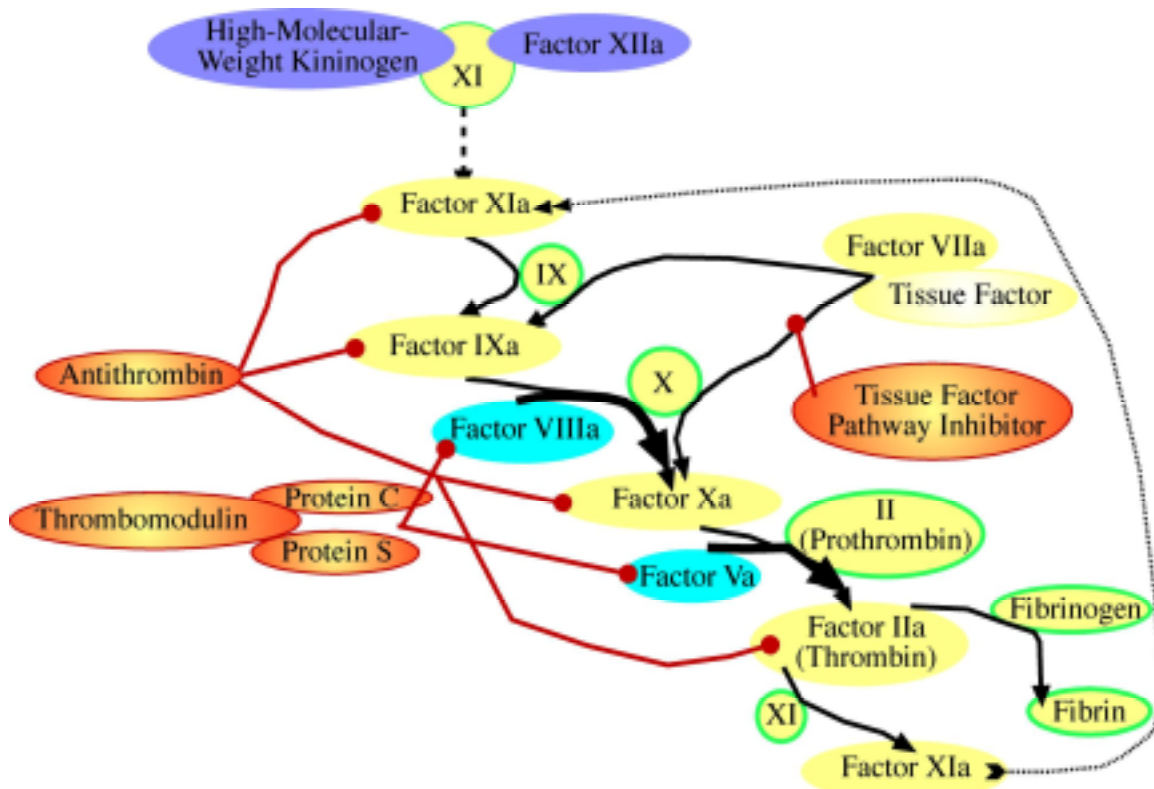 High-Molecular-
Weight Kininogen
Factor XIIa
XI
Factor XIa
Factor VIIa
IX
Tissue Factor
Factor IXa
Antithrombin
X
Tissue Factor
Pathway Inhibitor
Factor VIIIa
Factor Xa
Protein C
II
(Prothrombin)
Thrombomodulin
Protein S
Factor Va
Fibrinogen
Factor IIa
(Thrombin)
XI
Fibrin
Factor XIa